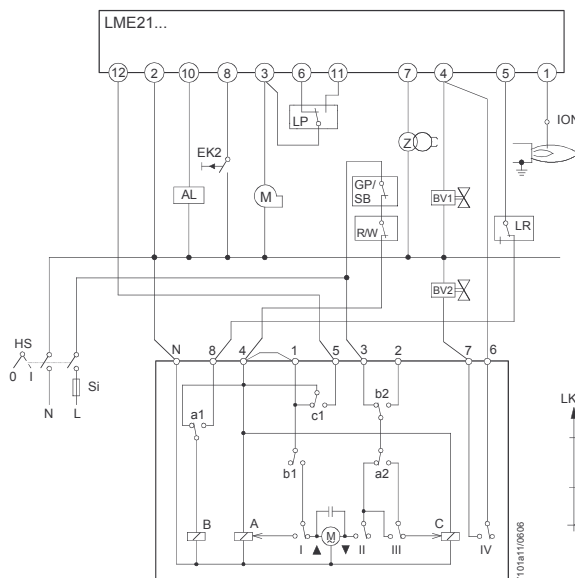 LME21...
12 2 10 8 3 6 11 7 4 5 1
LP
ION
EK2
Z
AL
M
GP/
SB
BV1
R/W
LR
BV2
HS
0 I
Si
N L
N 8 4 1 5 3 2 7 6
LK
a1
c1
b2
b1
a2
B A I M ~ II III C IV
7101a11/0606